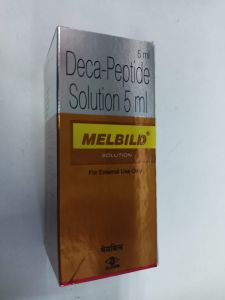 5 ml
Deca-Peptide
Solution 5 ml
MELBILD®
SOLUTION
For External Use Only
मेलबिल्ड